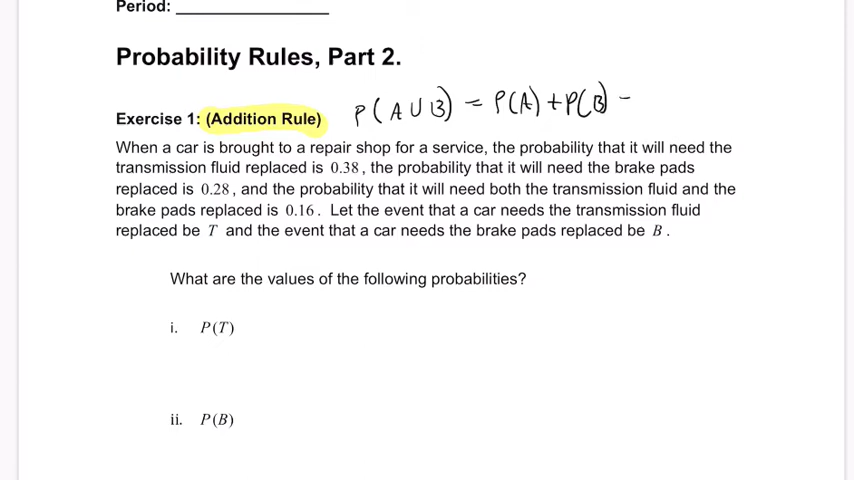 Period: ___________________
Probability Rules, Part 2.
Exercise 1: (Addition Rule) P(A ∪ B) = P(A) + P(B) −
When a car is brought to a repair shop for a service, the probability that it will need the
transmission fluid replaced is 0.38, the probability that it will need the brake pads
replaced is 0.28, and the probability that it will need both the transmission fluid and the
brake pads replaced is 0.16. Let the event that a car needs the transmission fluid
replaced be T and the event that a car needs the brake pads replaced be B.
What are the values of the following probabilities?
i. P(T)
ii. P(B)